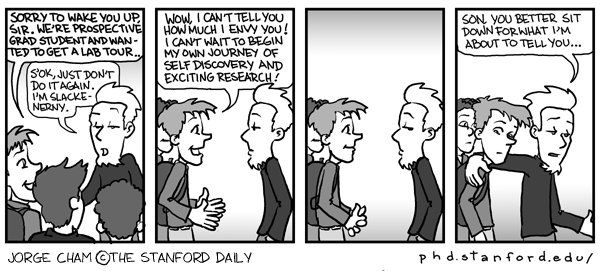 SORRY TO WAKE YOU UP,
SIR. WE'RE PROSPECTIVE
GRAD STUDENT AND WAN-
TED TO GET A LAB TOUR..
S'OK, JUST DON'T
DO IT AGAIN.
I'M SLACKE-
NERNY.
WOW, I CAN'T TELL YOU
HOW MUCH I ENVY YOU!
I CAN'T WAIT TO BEGIN
MY OWN JOURNEY OF
SELF DISCOVERY AND
EXCITING RESEARCH!
SON. YOU BETTER SIT
DOWN FOR WHAT I'M
ABOUT TO TELL YOU...
JORGE CHAM ©THE STANFORD DAILY
phd.stanford.edu/